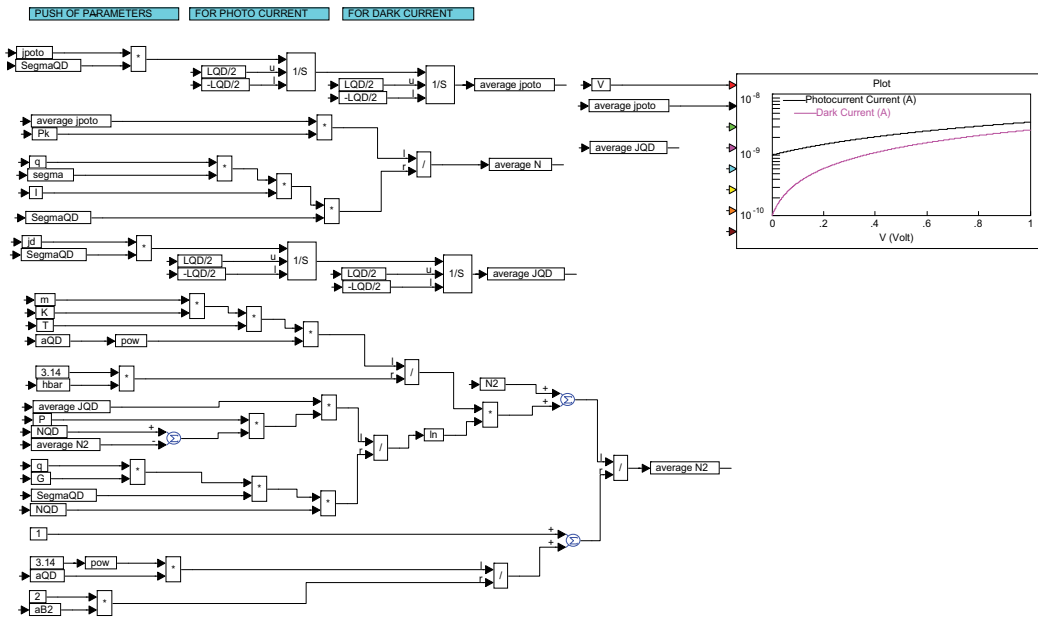 PUSH OF PARAMETERS
FOR PHOTO CURRENT
FOR DARK CURRENT
jpoto
SegmaQD
*
LQD/2
-LQD/2
u
l
1/S
LQD/2
-LQD/2
u
l
1/S
average jpoto
V
average jpoto
average JQD
Plot
Photocurrent Current (A)
Dark Current (A)
10-8
10-9
10-10
0
.2
.4
.6
.8
1
V (Volt)
average jpoto
Pk
*
q
segma
*
I
*
SegmaQD
*
l
r
/
average N
jd
SegmaQD
*
LQD/2
-LQD/2
u
l
1/S
LQD/2
-LQD/2
u
l
1/S
average JQD
m
K
*
T
*
aQD
pow
*
3.14
hbar
*
l
r
/
average JQD
P
NQD
average N2
+
-
Σ
*
*
l
r
/
ln
*
N2
+
+
Σ
q
G
*
SegmaQD
*
NQD
*
l
r
/
average N2
1
+
+
Σ
3.14
pow
aQD
*
2
aB2
*
l
r
/